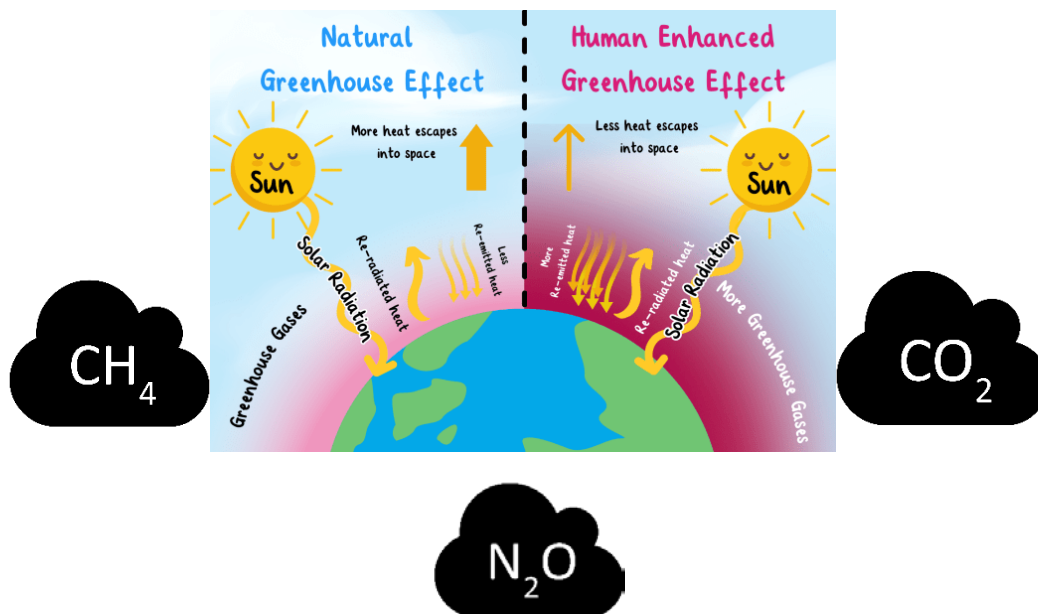 Natural
Greenhouse Effect
Human Enhanced
Greenhouse Effect
More heat escapes
into space
Less heat escapes
into space
Sun
Sun
Solar Radiation
Re-radiated heat
Less
Re-emitted heat
More
Re-emitted heat
Re-radiated heat
Solar Radiation
Greenhouse Gases
More Greenhouse Gases
CH₄
CO₂
N₂O